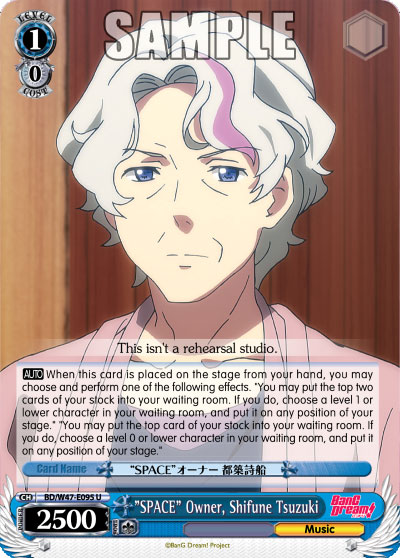 LEVEL
SAMPLE
1
0
COST
This isn't a rehearsal studio.
AUTO When this card is placed on the stage from your hand, you may
choose and perform one of the following effects. "You may put the top two
cards of your stock into your waiting room. If you do, choose a level 1 or
lower character in your waiting room, and put it on any position of your
stage." "You may put the top card of your stock into your waiting room. If
you do, choose a level 0 or lower character in your waiting room, and put it
on any position of your stage."
Card Name
“SPACE”オーナー 都築詩船
CH BD/W47-E095 U
"SPACE" Owner, Shifune Tsuzuki
BanG Dream!
POWER
2500
SOUL
Music
©BanG Dream! Project